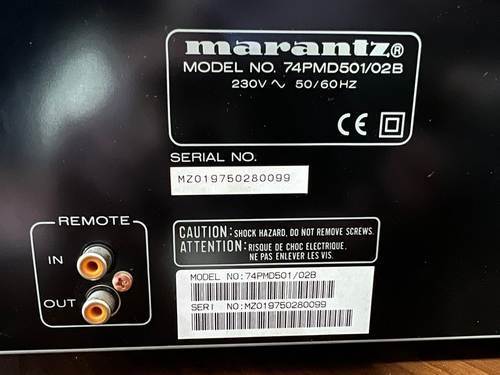 marantz®
MODEL NO. 74PMD501/02B
230V ~ 50/60HZ
CE
SERIAL NO.
MZ019750280099
REMOTE
IN
OUT
CAUTION: SHOCK HAZARD, DO NOT REMOVE SCREWS.
ATTENTION: RISQUE DE CHOC ELECTRIQUE,
NE PAS ENLEVER LES VIS.
MODEL NO:74PMD501/02B
SERI NO:MZ019750280099